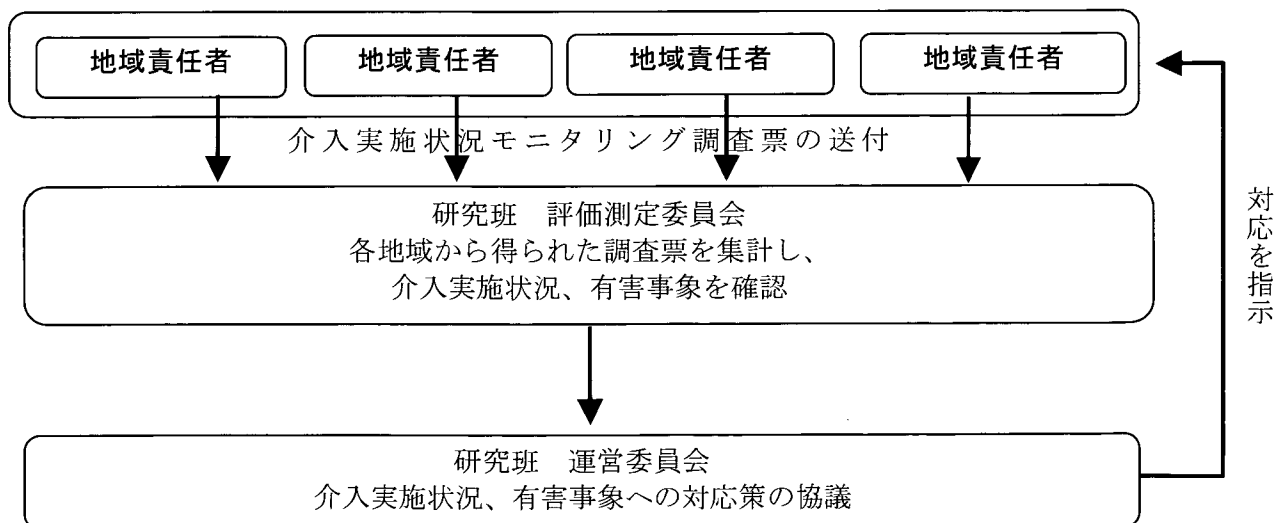 地域責任者
地域責任者
地域責任者
地域責任者
介入実施状況モニタリング調査票の送付
研究班　評価測定委員会
各地域から得られた調査票を集計し、
介入実施状況、有害事象を確認
対応を指示
研究班　運営委員会
介入実施状況、有害事象への対応策の協議